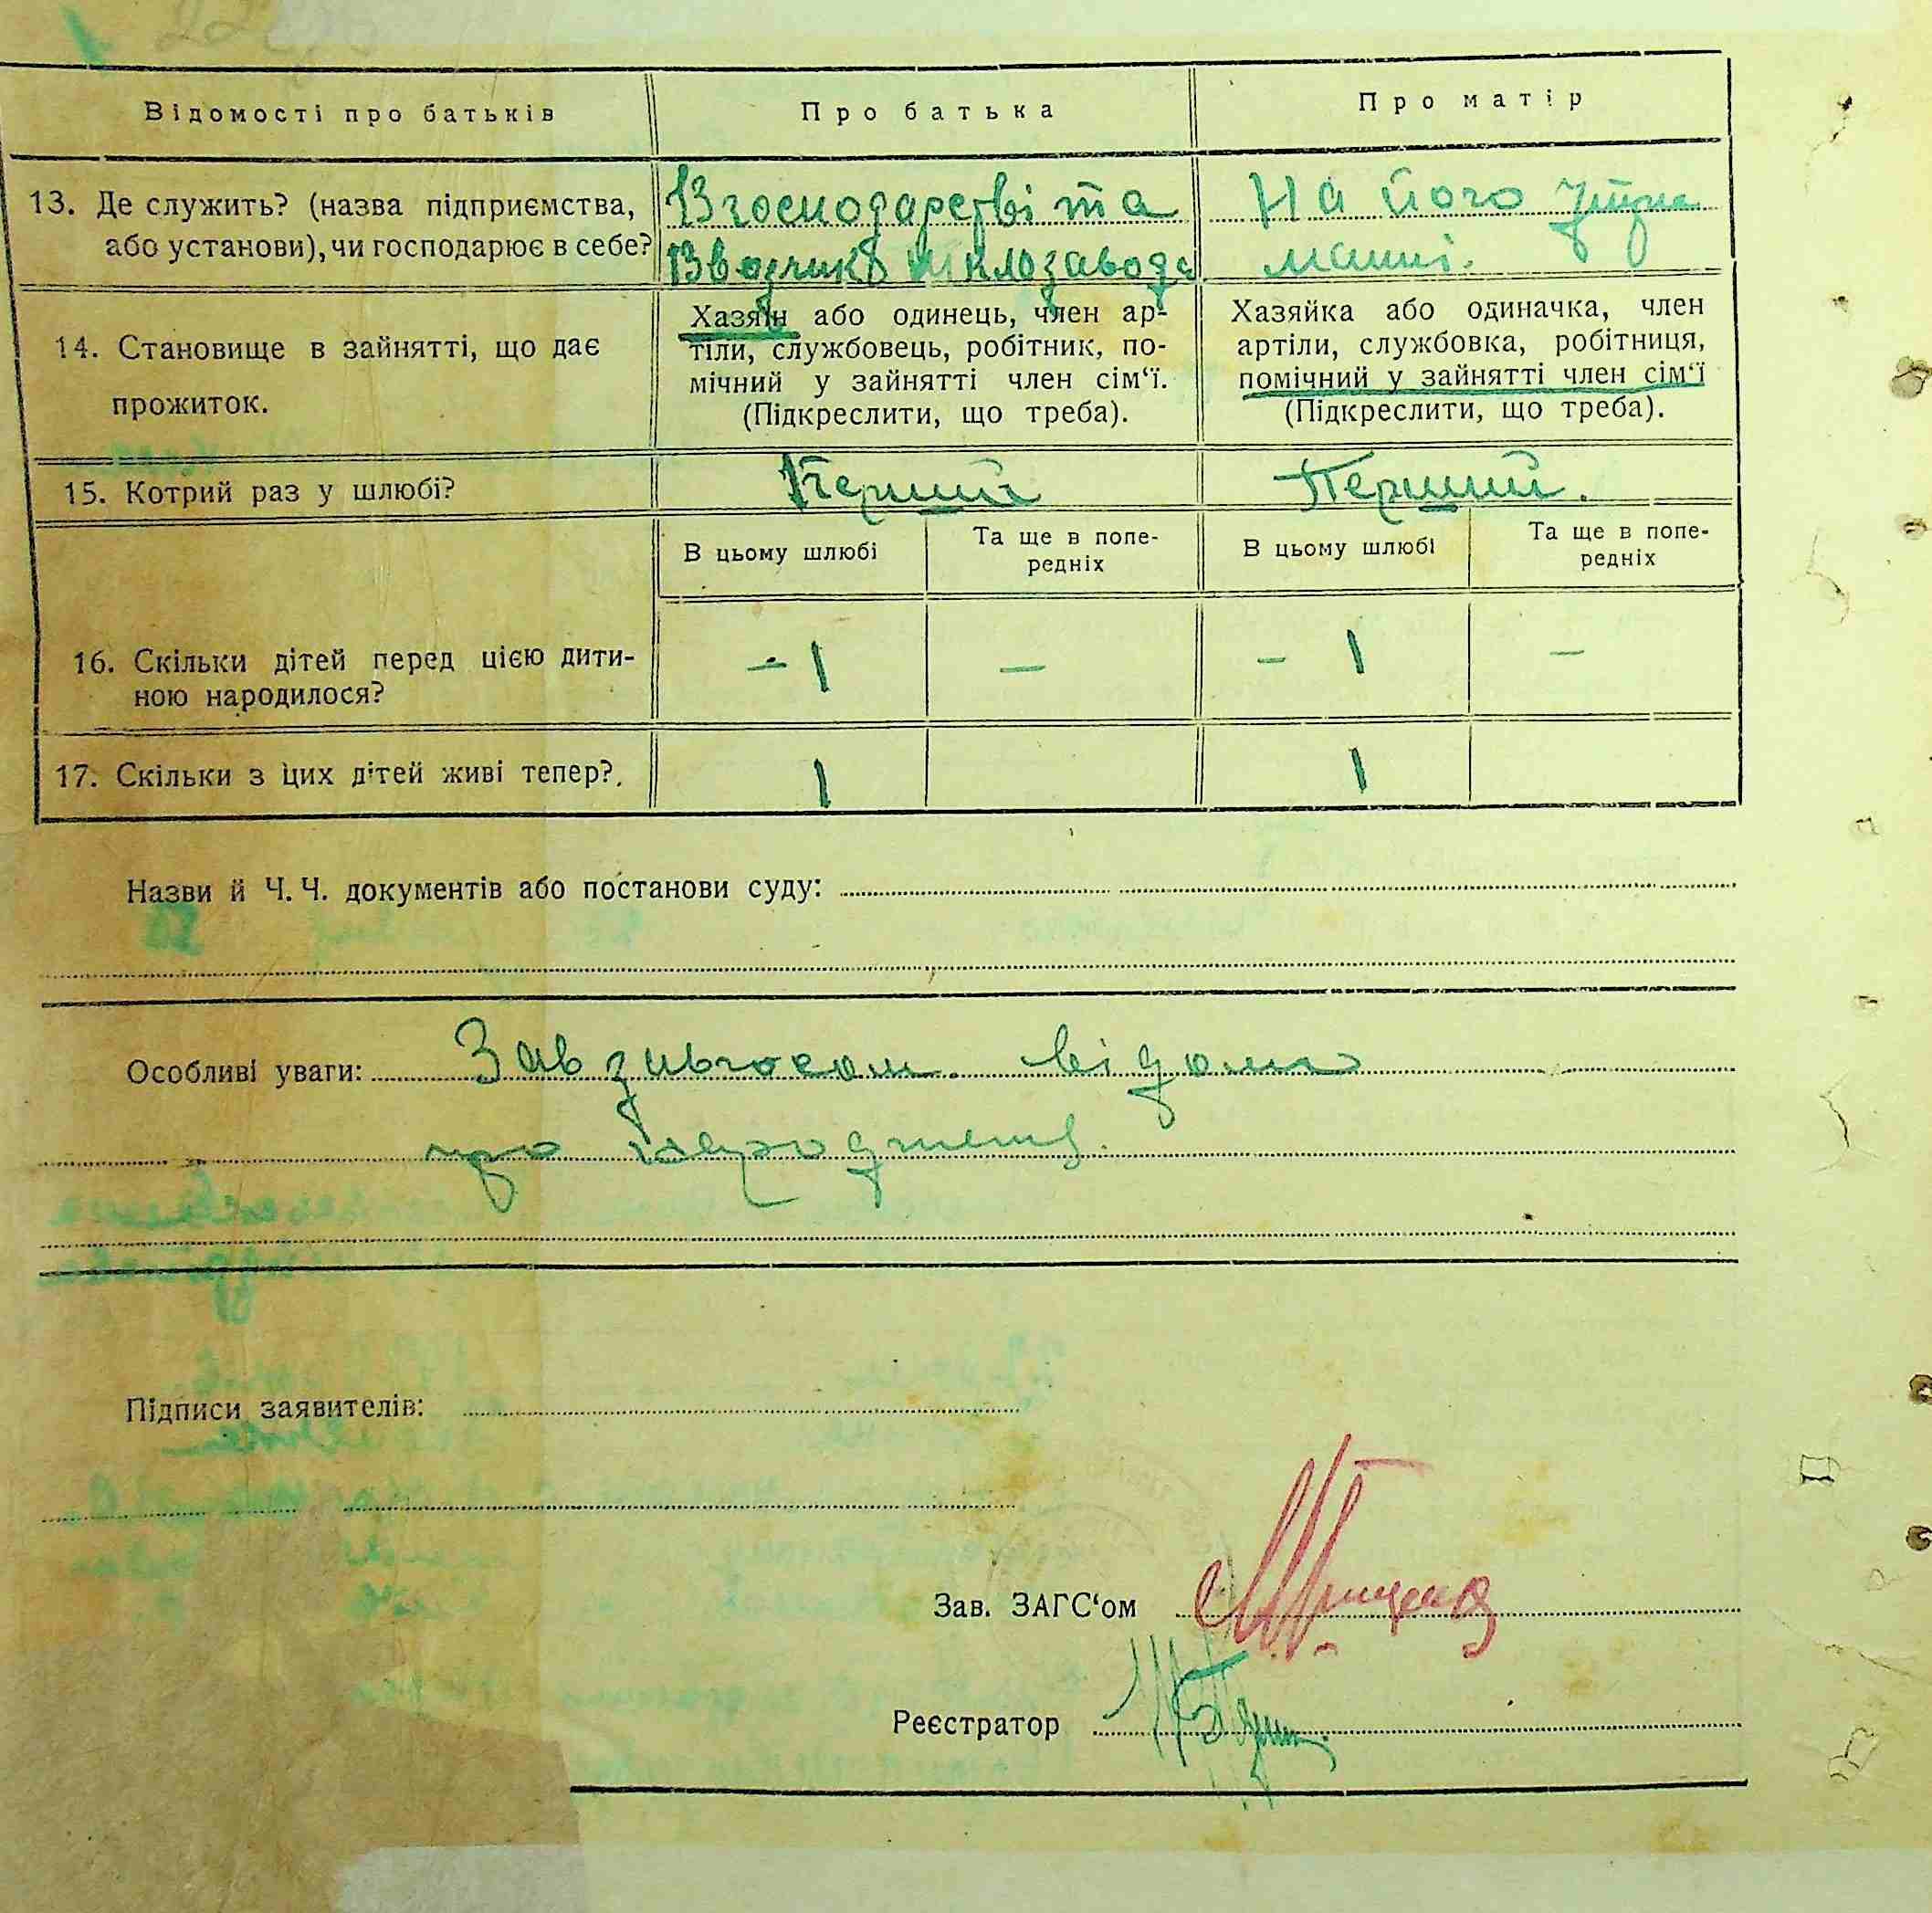 Відомості про батьків
Про батька
Про матір
13. Де служить? (назва підприємства,
або установи), чи господарює в себе?
В господарстві та
На його утри
маниі.
14. Становище в зайнятті, що дає
прожиток.
Хазяїн або одинець, член ар-
тіли, службовець, робітник, по-
мічний у зайнятті член сім‘ї.
(Підкреслити, що треба).
Хазяйка або одиначка, член
артіли, службовка, робітниця,
помічний у зайнятті член сім‘ї
(Підкреслити, що треба).
15. Котрий раз у шлюбі?
Перший
Перший.
В цьому шлюбі
Та ще в попе-
редніх
В цьому шлюбі
Та ще в попе-
редніх
16. Скільки дітей перед цією дити-
ною народилося?
- 1
—
- 1
—
17. Скільки з цих дітей живі тепер?
1
1
Назви й Ч. Ч. документів або постанови суду:
Особливі уваги: відомо
про народження.
Підписи заявителів:
Зав. ЗАГС‘ом
Реєстратор